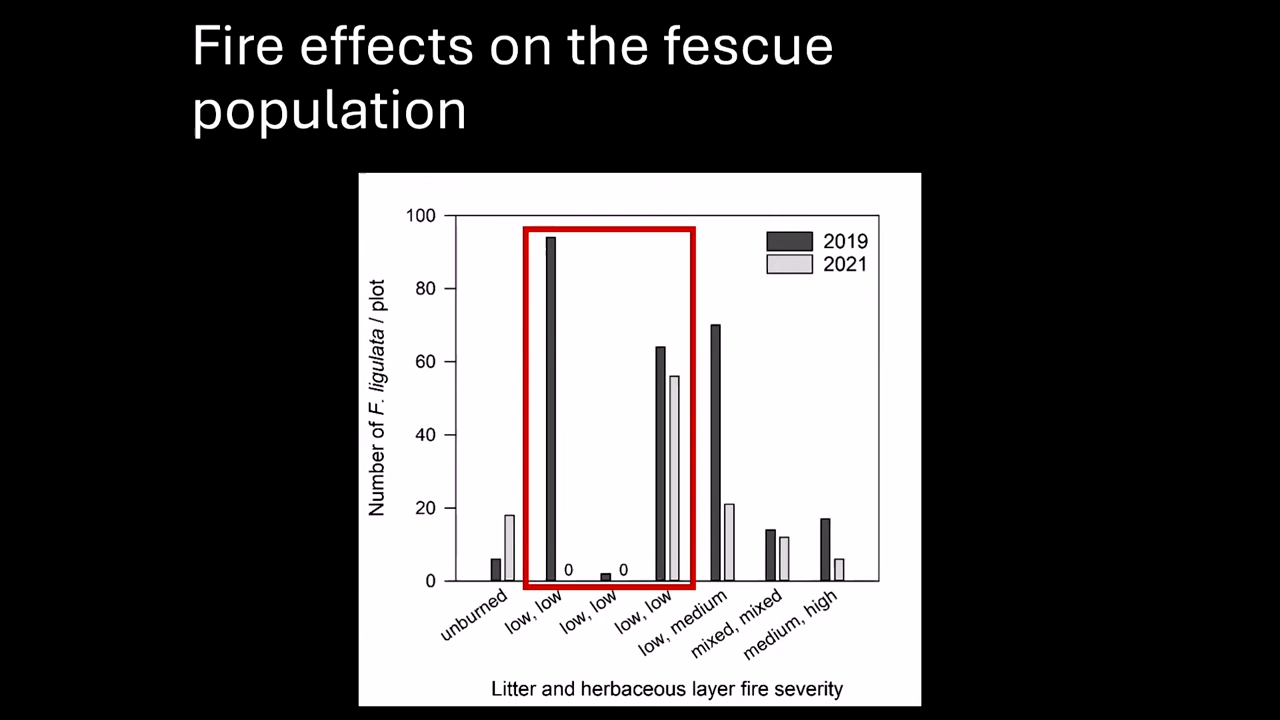 Fire effects on the fescue
population
100
80
60
40
20
0
Number of F. ligulata / plot
2019
2021
0
0
unburned
low, low
low, low
low, low
low, medium
mixed, mixed
medium, high
Litter and herbaceous layer fire severity